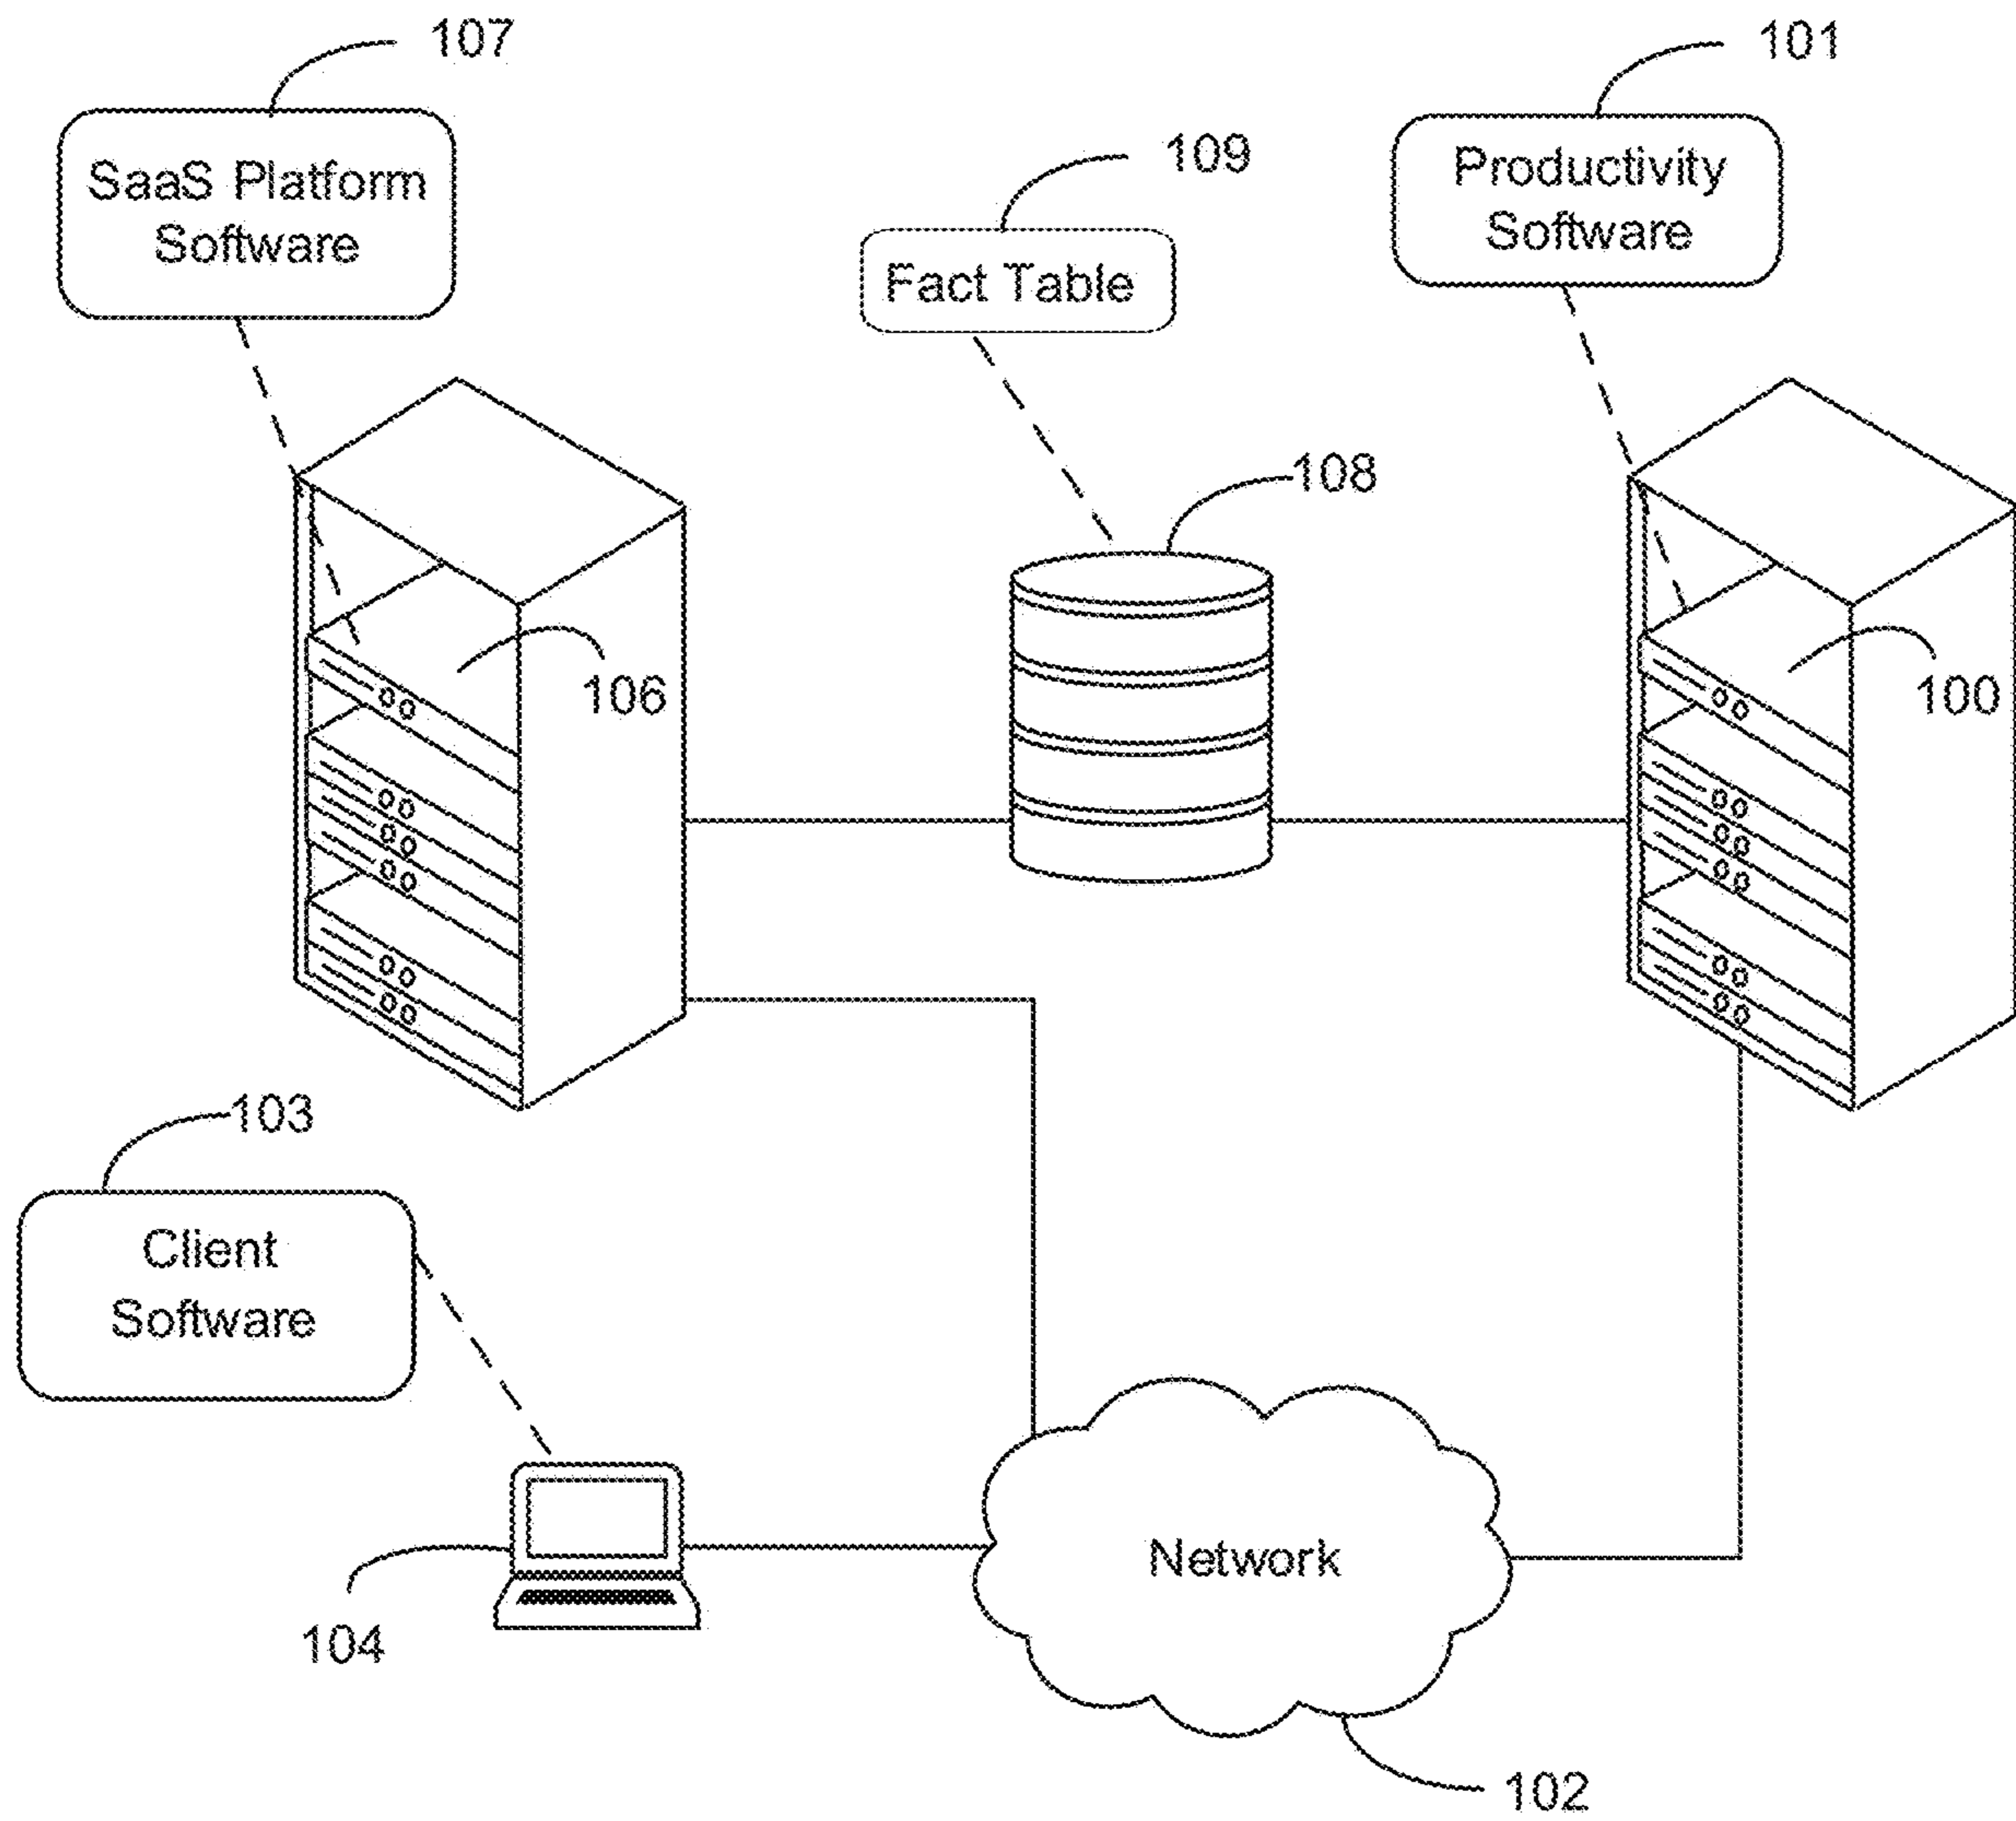 107
101
SaaS Platform
Software
109
Productivity
Software
Fact Table
108
106
100
103
Client
Software
Network
104
102